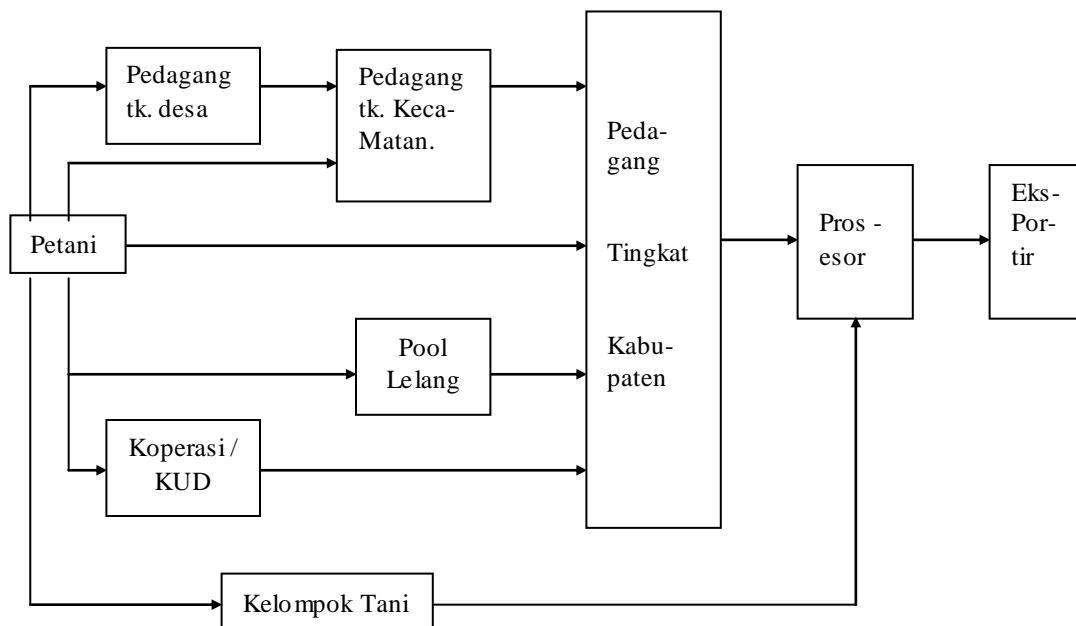 Pedagang
tk. desa
Pedagang
tk. Keca-
Matan.
Peda-
gang
Tingkat
Kabu-
paten
Pros -
esor
Eks-
Por-
tir
Petani
Pool
Lelang
Koperasi /
KUD
Kelompok Tani